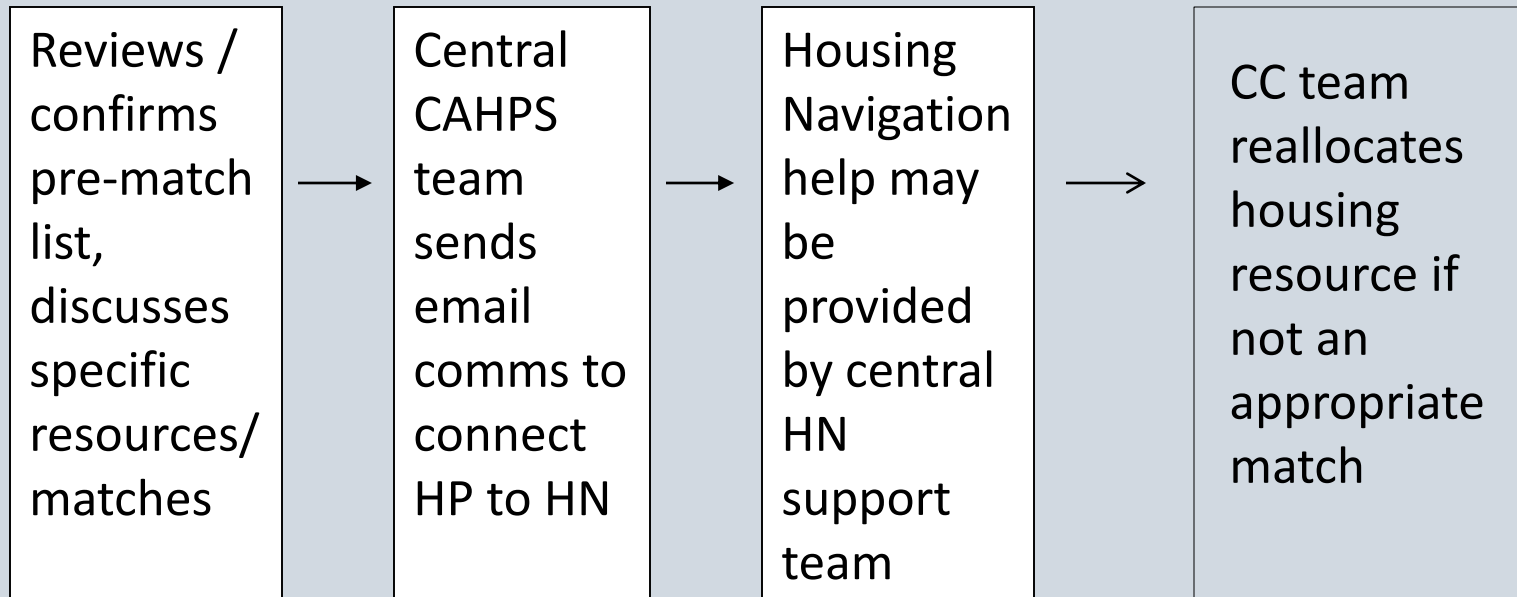 Reviews /
confirms
pre-match
list,
discusses
specific
resources/
matches
Central
CAHPS
team
sends
email
comms to
connect
HP to HN
Housing
Navigation
help may
be
provided
by central
HN
support
team
CC team
reallocates
housing
resource if
not an
appropriate
match